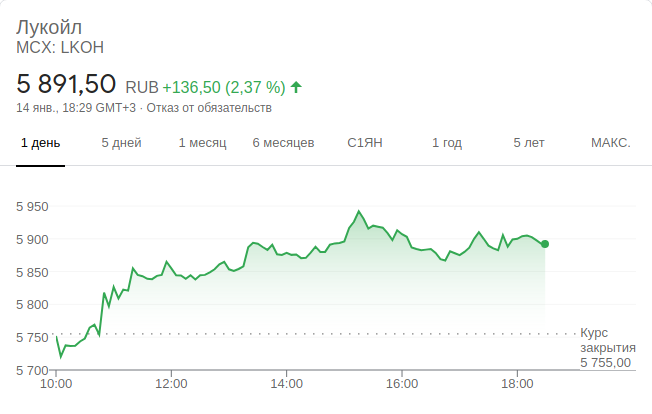 Лукойл
MCX: LKOH
5 891,50 RUB +136,50 (2,37 %)
14 янв., 18:29 GMT+3 · Отказ от обязательств
1 день 5 дней 1 месяц 6 месяцев С1ЯН 1 год 5 лет МАКС.
5 950
5 900
5 850
5 800
5 750
5 700
Курс
закрытия
5 755,00
10:00 12:00 14:00 16:00 18:00